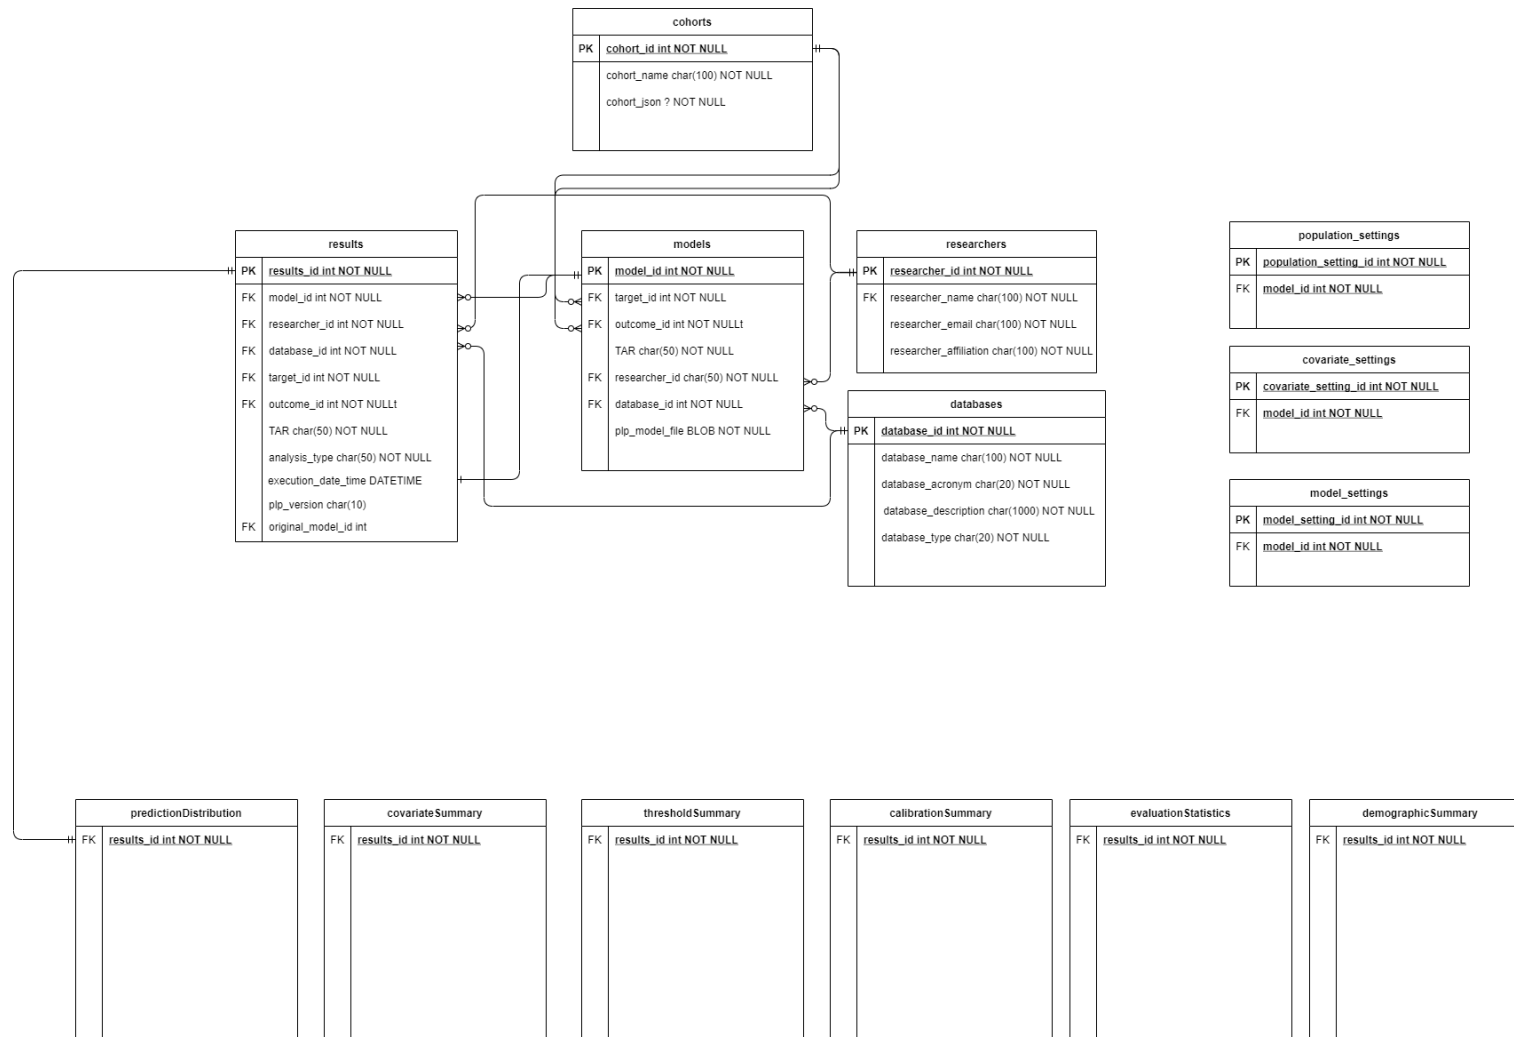 cohorts
PK cohort_id int NOT NULL
cohort_name char(100) NOT NULL
cohort_json ? NOT NULL
results
PK results_id int NOT NULL
FK model_id int NOT NULL
FK researcher_id int NOT NULL
FK database_id int NOT NULL
FK target_id int NOT NULL
FK outcome_id int NOT NULLt
TAR char(50) NOT NULL
analysis_type char(50) NOT NULL
execution_date_time DATETIME
plp_version char(10)
FK original_model_id int
models
PK model_id int NOT NULL
FK target_id int NOT NULL
FK outcome_id int NOT NULLt
TAR char(50) NOT NULL
FK researcher_id char(50) NOT NULL
FK database_id int NOT NULL
plp_model_file BLOB NOT NULL
researchers
PK researcher_id int NOT NULL
FK researcher_name char(100) NOT NULL
researcher_email char(100) NOT NULL
researcher_affiliation char(100) NOT NULL
databases
PK database_id int NOT NULL
database_name char(100) NOT NULL
database_acronym char(20) NOT NULL
database_description char(1000) NOT NULL
database_type char(20) NOT NULL
population_settings
PK population_setting_id int NOT NULL
FK model_id int NOT NULL
covariate_settings
PK covariate_setting_id int NOT NULL
FK model_id int NOT NULL
model_settings
PK model_setting_id int NOT NULL
FK model_id int NOT NULL
predictionDistribution
FK results_id int NOT NULL
covariateSummary
FK results_id int NOT NULL
thresholdSummary
FK results_id int NOT NULL
calibrationSummary
FK results_id int NOT NULL
evaluationStatistics
FK results_id int NOT NULL
demographicSummary
FK results_id int NOT NULL